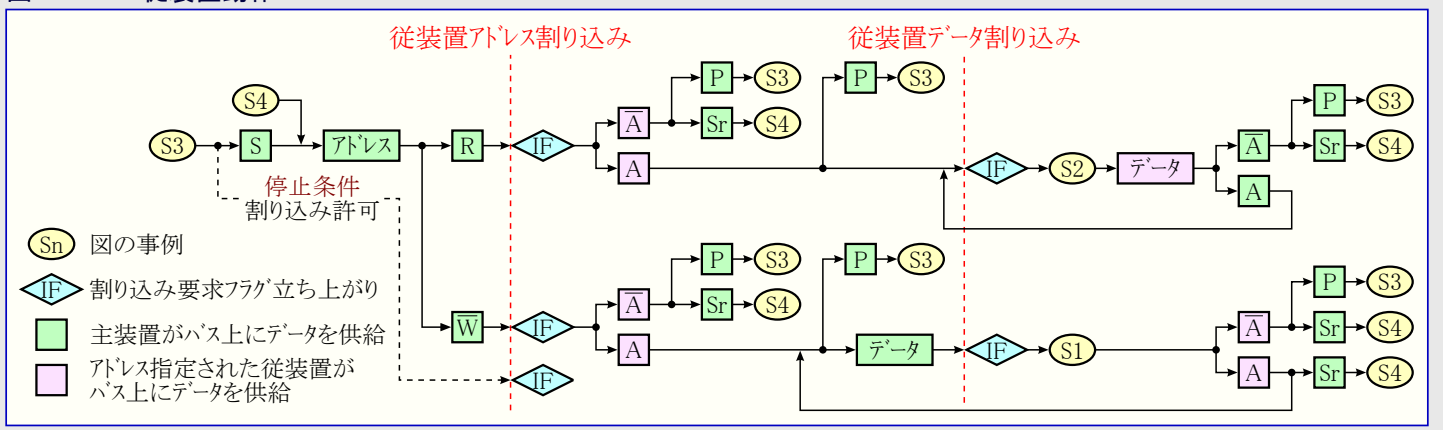 従装置アドレス割り込み
従装置データ割り込み
P S3 P S3
P S3
S4
A Sr S4
A Sr S4
S3 S アドレス R IF
IF S2 データ
A
A
停止条件
割り込み許可
Sn 図の事例
P S3 P S3
P S3
IF 割り込み要求フラグ立ち上がり
A Sr S4
W IF
A Sr S4
主装置がバス上にデータを供給
A データ IF S1
アドレス指定された従装置が
バス上にデータを供給
IF
A Sr S4